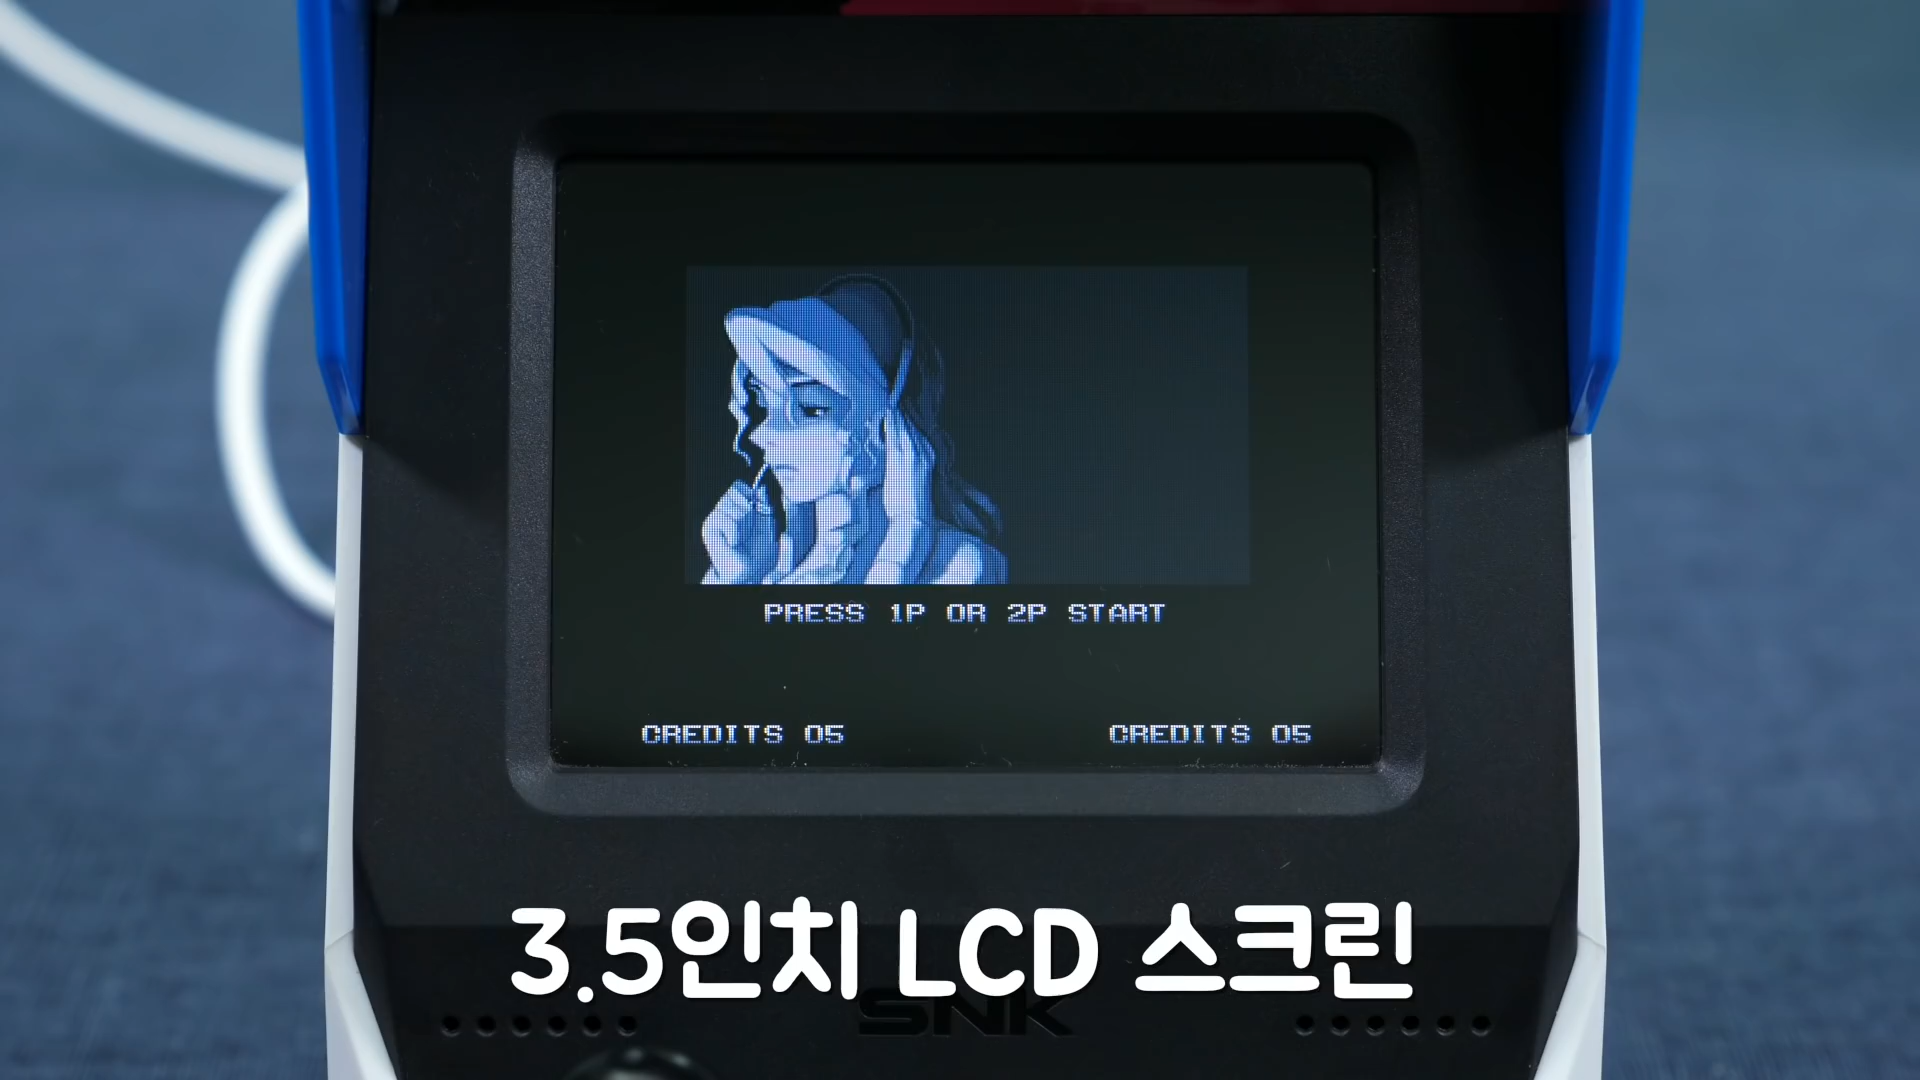 PRESS 1P OR 2P START
CREDITS 05 CREDITS 05
3.5인치 LCD 스크린
SNK